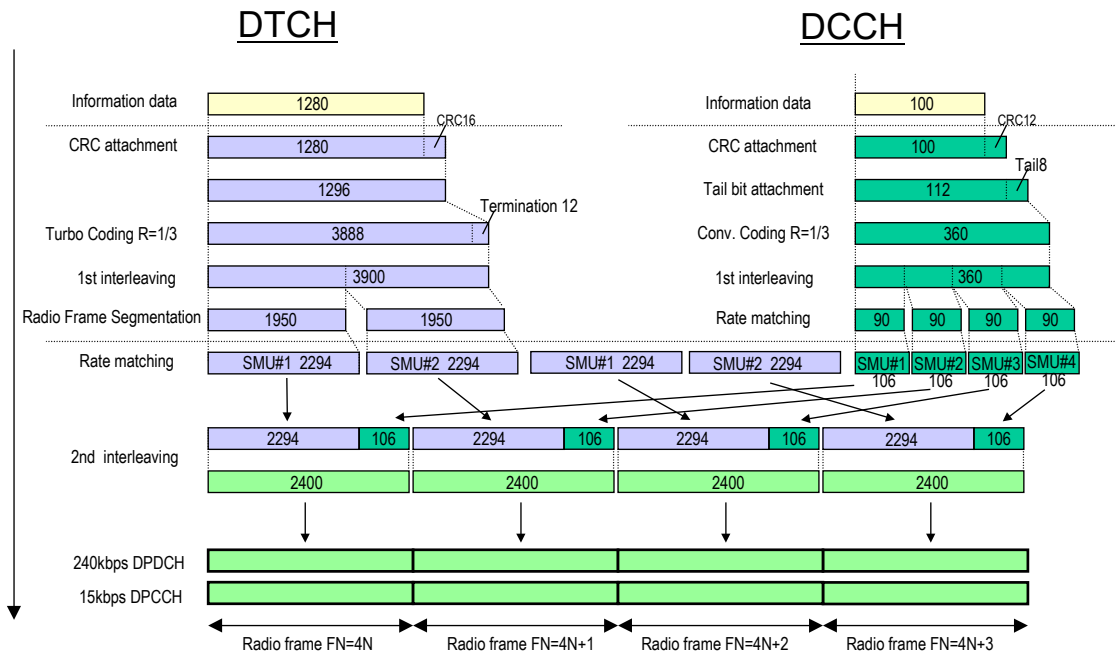 DTCH DCCH
Information data 1280 Information data 100
CRC16 CRC12
CRC attachment 1280 CRC attachment 100
Tail8
1296 Tail bit attachment 112
Termination 12
Turbo Coding R=1/3 3888 Conv. Coding R=1/3 360
1st interleaving 3900 1st interleaving 360
Radio Frame Segmentation 1950 1950 Rate matching 90 90 90 90
Rate matching SMU#1 2294 SMU#2 2294 SMU#1 2294 SMU#2 2294 SMU#1 SMU#2 SMU#3 SMU#4
106 106 106 106
2294 106 2294 106 2294 106 2294 106
2nd interleaving
2400 2400 2400 2400
240kbps DPDCH
15kbps DPCCH
Radio frame FN=4N Radio frame FN=4N+1 Radio frame FN=4N+2 Radio frame FN=4N+3